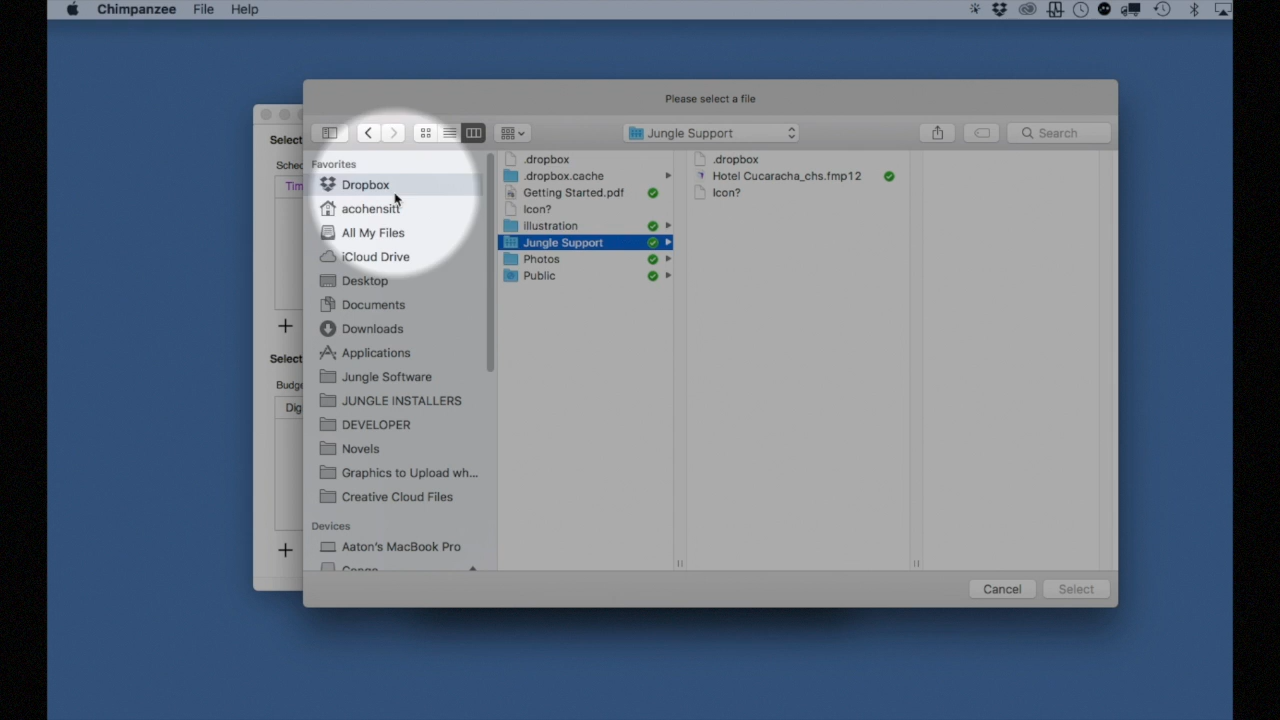 Chimpanzee File Help
Please select a file
Jungle Support
Search
Select
Sched
Tim
Select
Budge
Dig
Favorites
Dropbox
acohensitt
All My Files
iCloud Drive
Desktop
Documents
Downloads
Applications
Jungle Software
JUNGLE INSTALLERS
DEVELOPER
Novels
Graphics to Upload wh...
Creative Cloud Files
Devices
Aaton's MacBook Pro
.dropbox
.dropbox.cache
Getting Started.pdf
Icon?
illustration
Jungle Support
Photos
Public
.dropbox
Hotel Cucaracha_chs.fmp12
Icon?
Cancel
Select